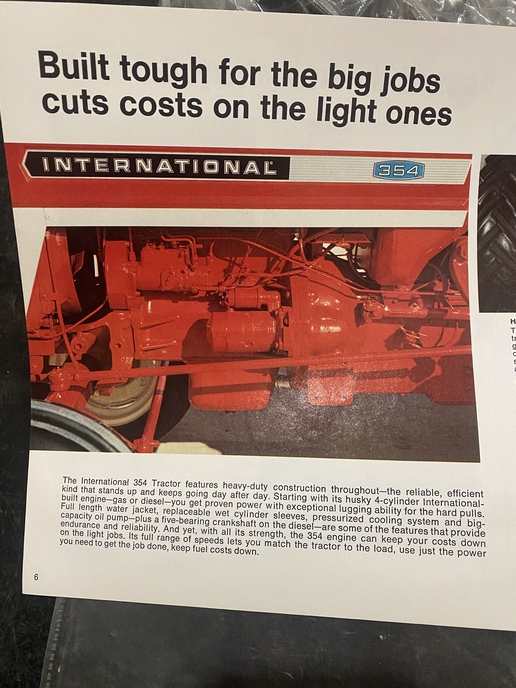 Built tough for the big jobs
cuts costs on the light ones
INTERNATIONAL 354
The International 354 Tractor features heavy-duty construction throughout—the reliable, efficient
kind that stands up and keeps going day after day. Starting with its husky 4-cylinder International-
built engine—gas or diesel—you get proven power with exceptional lugging ability for the hard pulls.
Full length water jacket, replaceable wet cylinder sleeves, pressurized cooling system and big-
capacity oil pump—plus a five-bearing crankshaft on the diesel—are some of the features that provide
endurance and reliability. And yet, with all its strength, the 354 engine can keep your costs down
on the light jobs. Its full range of speeds lets you match the tractor to the load, use just the power
you need to get the job done, keep fuel costs down.
6